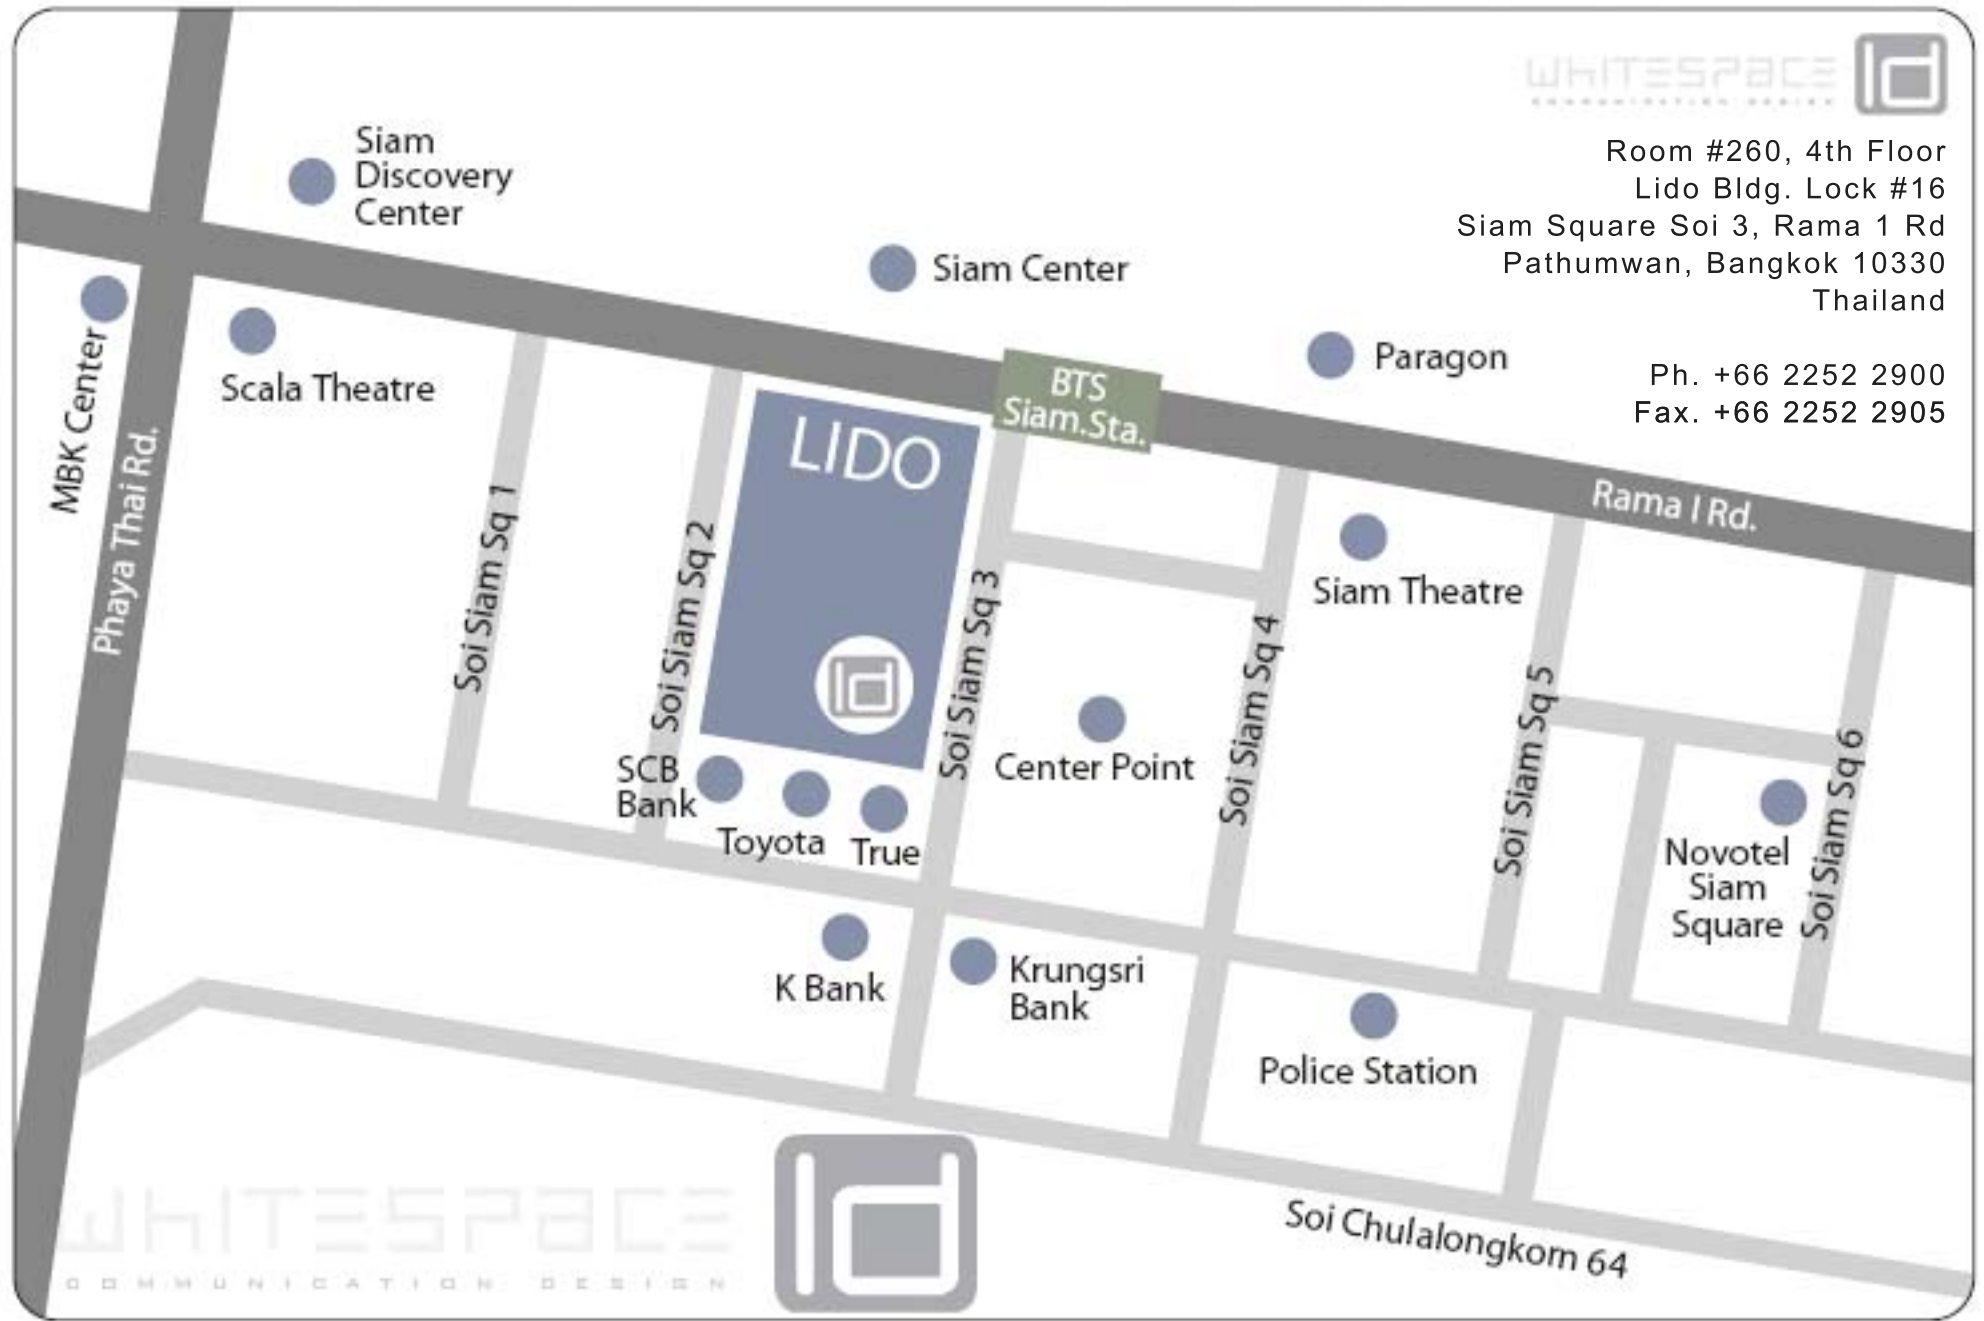 WHITESPACE
COMMUNICATION DESIGN
Room #260, 4th Floor
Lido Bldg. Lock #16
Siam Square Soi 3, Rama 1 Rd
Pathumwan, Bangkok 10330
Thailand
Ph. +66 2252 2900
Fax. +66 2252 2905
Siam
Discovery
Center
Siam Center
Paragon
MBK Center
Scala Theatre
BTS
Siam.Sta.
LIDO
Rama I Rd.
Phaya Thai Rd.
Soi Siam Sq 1
Soi Siam Sq 2
Soi Siam Sq 3
Soi Siam Sq 4
Soi Siam Sq 5
Soi Siam Sq 6
Siam Theatre
Center Point
SCB
Bank
Toyota
True
Novotel
Siam
Square
K Bank
Krungsri
Bank
Police Station
Soi Chulalongkorn 64
WHITESPACE
COMMUNICATION DESIGN